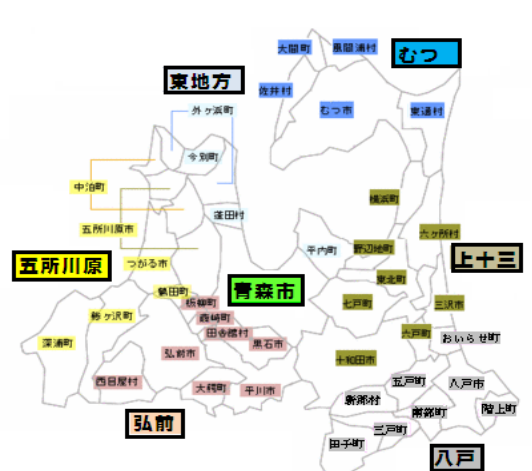 大間町
風間浦村
むつ
佐井村
むつ市
東通村
東地方
外ヶ浜町
今別町
中泊町
蓬田村
五所川原市
つがる市
五所川原
平内町
横浜町
野辺地町
六ヶ所村
上十三
東北町
七戸町
三沢市
青森市
鶴田町
板柳町
藤崎町
田舎館村
黒石市
鯵ヶ沢町
深浦町
弘前市
西目屋村
大鰐町
平川市
弘前
六戸町
おいらせ町
十和田市
五戸町
八戸市
新郷村
南部町
階上町
三戸町
田子町
八戸